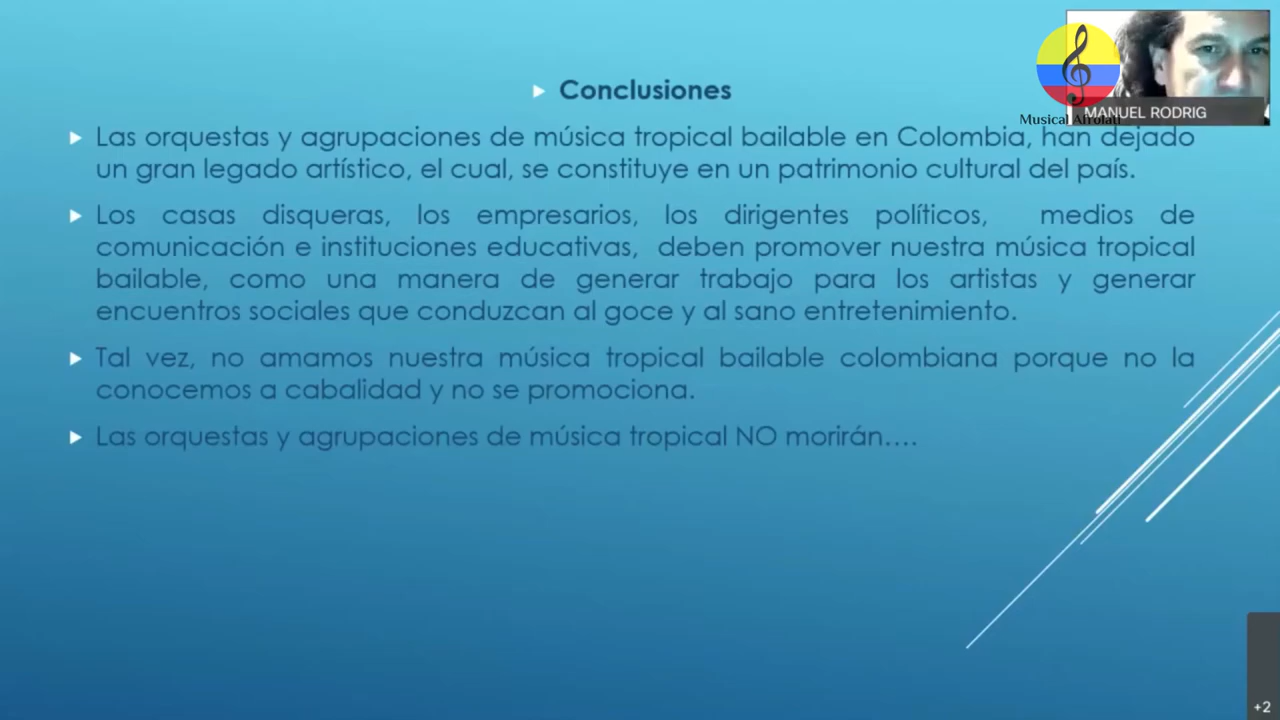 Conclusiones
Las orquestas y agrupaciones de música tropical bailable en Colombia, han dejado
un gran legado artístico, el cual, se constituye en un patrimonio cultural del país.
Los casas disqueras, los empresarios, los dirigentes políticos, medios de
comunicación e instituciones educativas, deben promover nuestra música tropical
bailable, como una manera de generar trabajo para los artistas y generar
encuentros sociales que conduzcan al goce y al sano entretenimiento.
Tal vez, no amamos nuestra música tropical bailable colombiana porque no la
conocemos a cabalidad y no se promociona.
Las orquestas y agrupaciones de música tropical NO morirán....
MANUEL RODRIG
Musical
+2